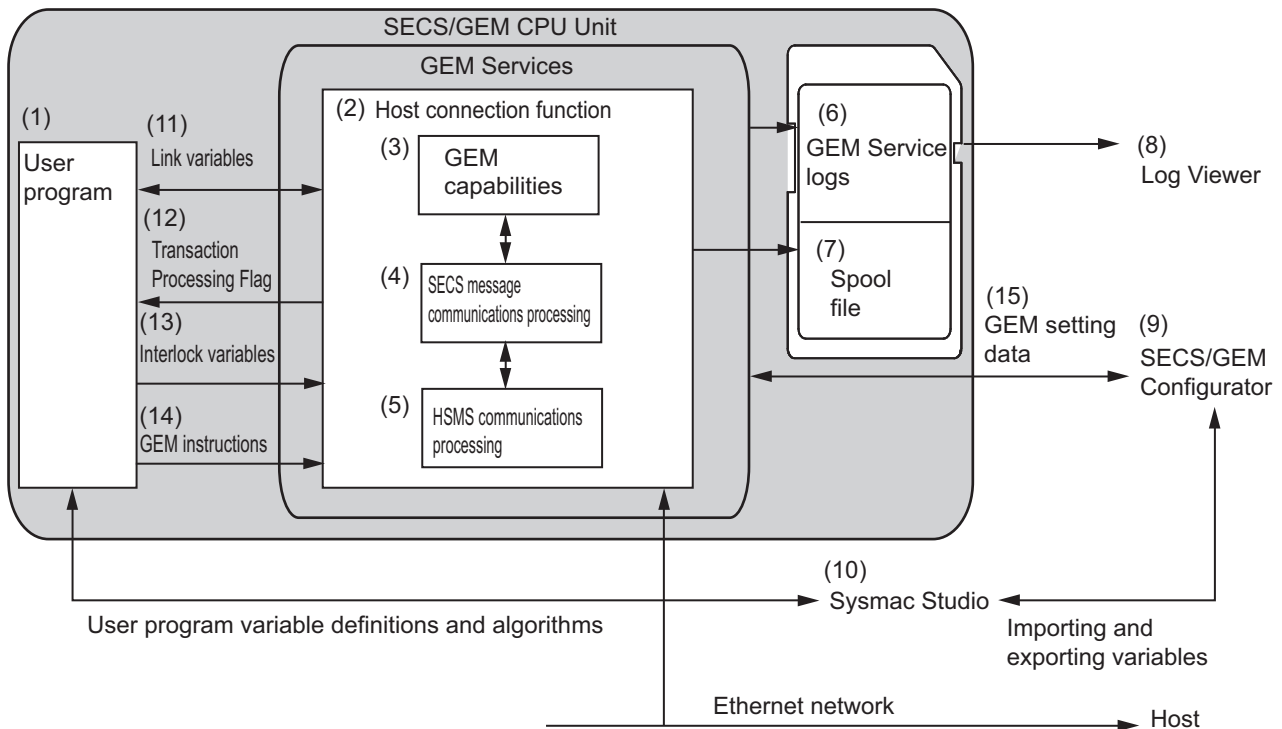 SECS/GEM CPU Unit
GEM Services
(1)
User
program
(11)
Link variables
(12)
Transaction
Processing Flag
(13)
Interlock variables
(14)
GEM instructions
(2) Host connection function
(3)
GEM
capabilities
(4)
SECS message
communications processing
(5)
HSMS communications
processing
(6)
GEM Service
logs
(7)
Spool
file
(8)
Log Viewer
(15)
GEM setting
data
(9)
SECS/GEM
Configurator
(10)
Sysmac Studio
User program variable definitions and algorithms
Importing and
exporting variables
Ethernet network
Host